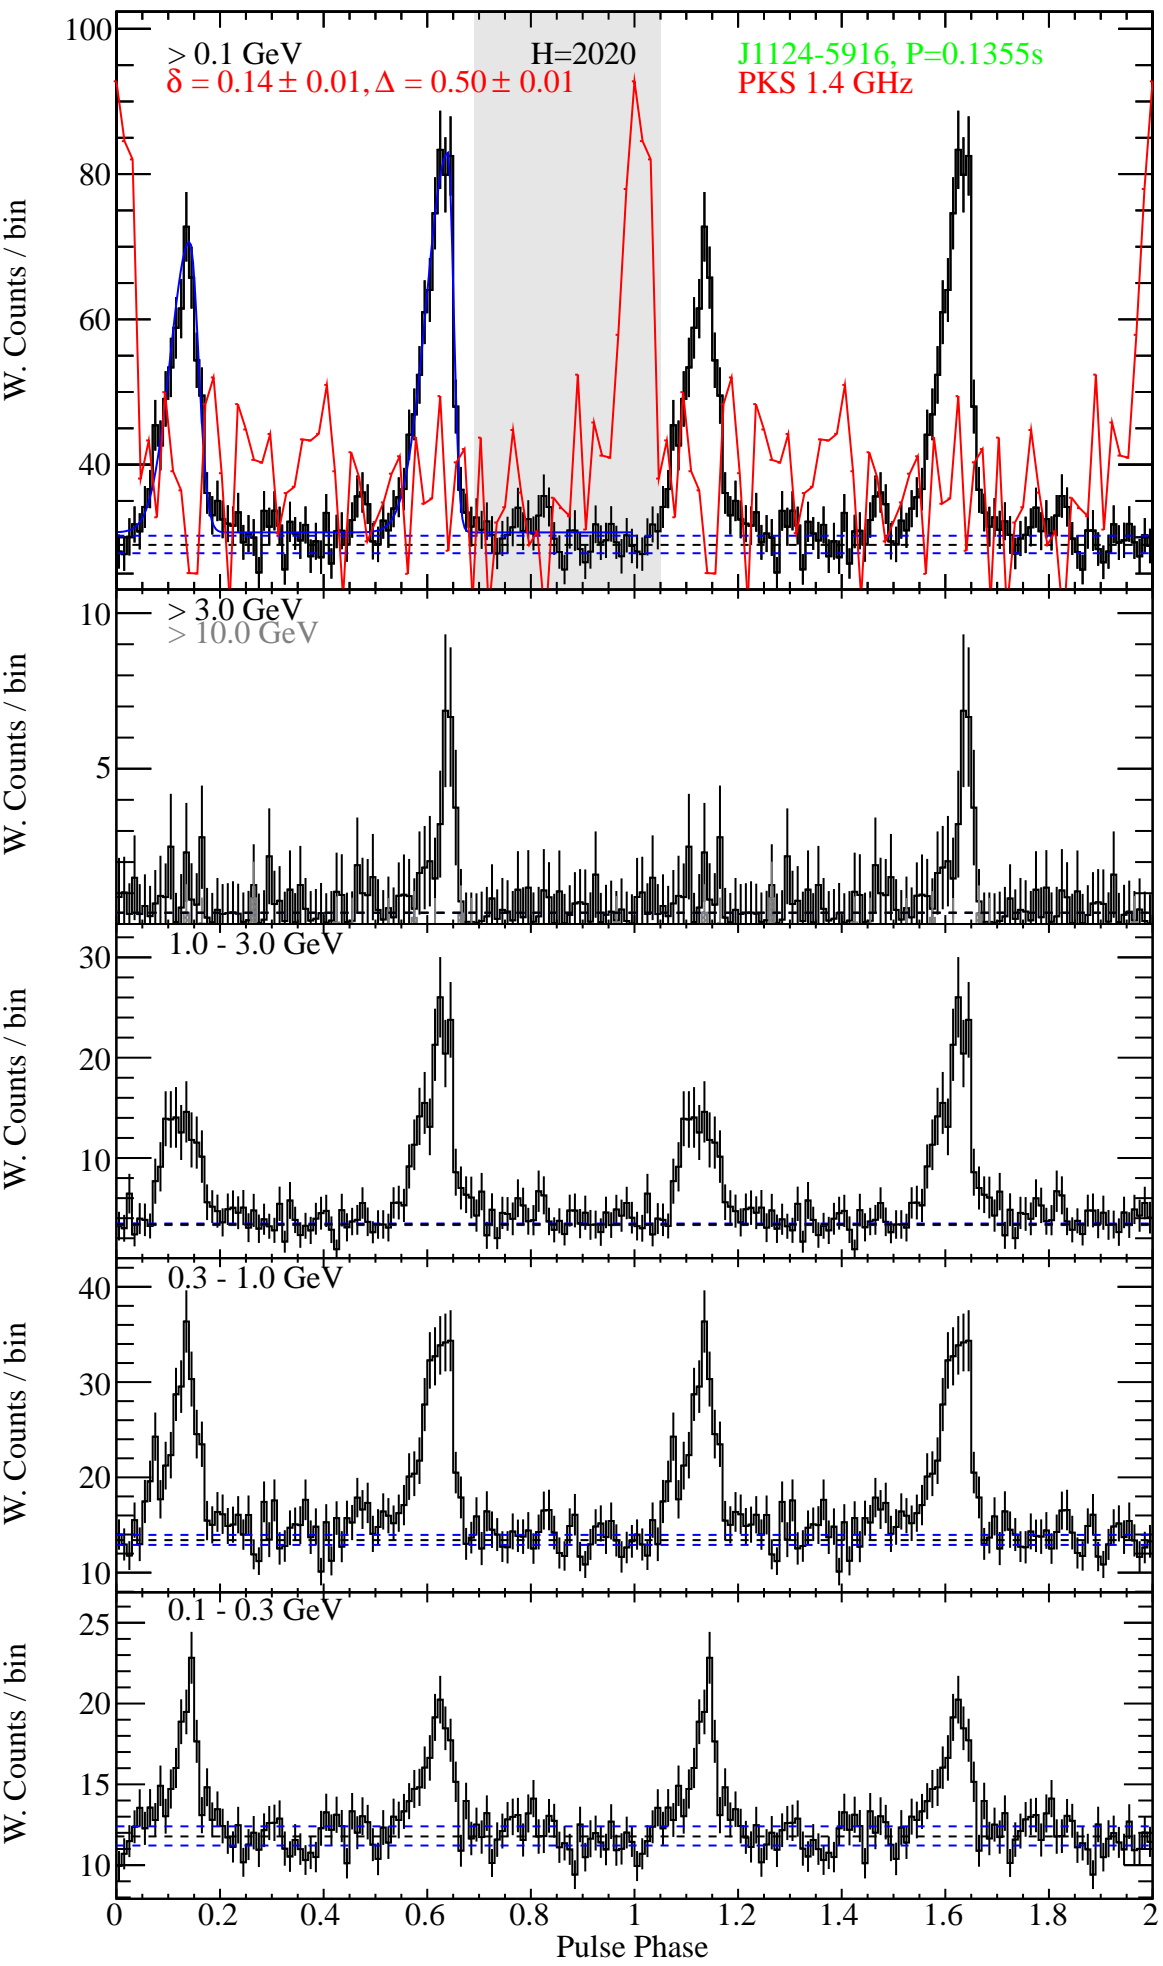 > 0.1 GeV H=2020 J1124-5916, P=0.1355s
δ = 0.14 ± 0.01, Δ = 0.50 ± 0.01 PKS 1.4 GHz
100
80
60
40
W. Counts / bin
> 3.0 GeV
> 10.0 GeV
10
5
W. Counts / bin
1.0 - 3.0 GeV
30
20
10
W. Counts / bin
0.3 - 1.0 GeV
40
30
20
10
W. Counts / bin
0.1 - 0.3 GeV
25
20
15
10
W. Counts / bin
0 0.2 0.4 0.6 0.8 1 1.2 1.4 1.6 1.8 2
Pulse Phase